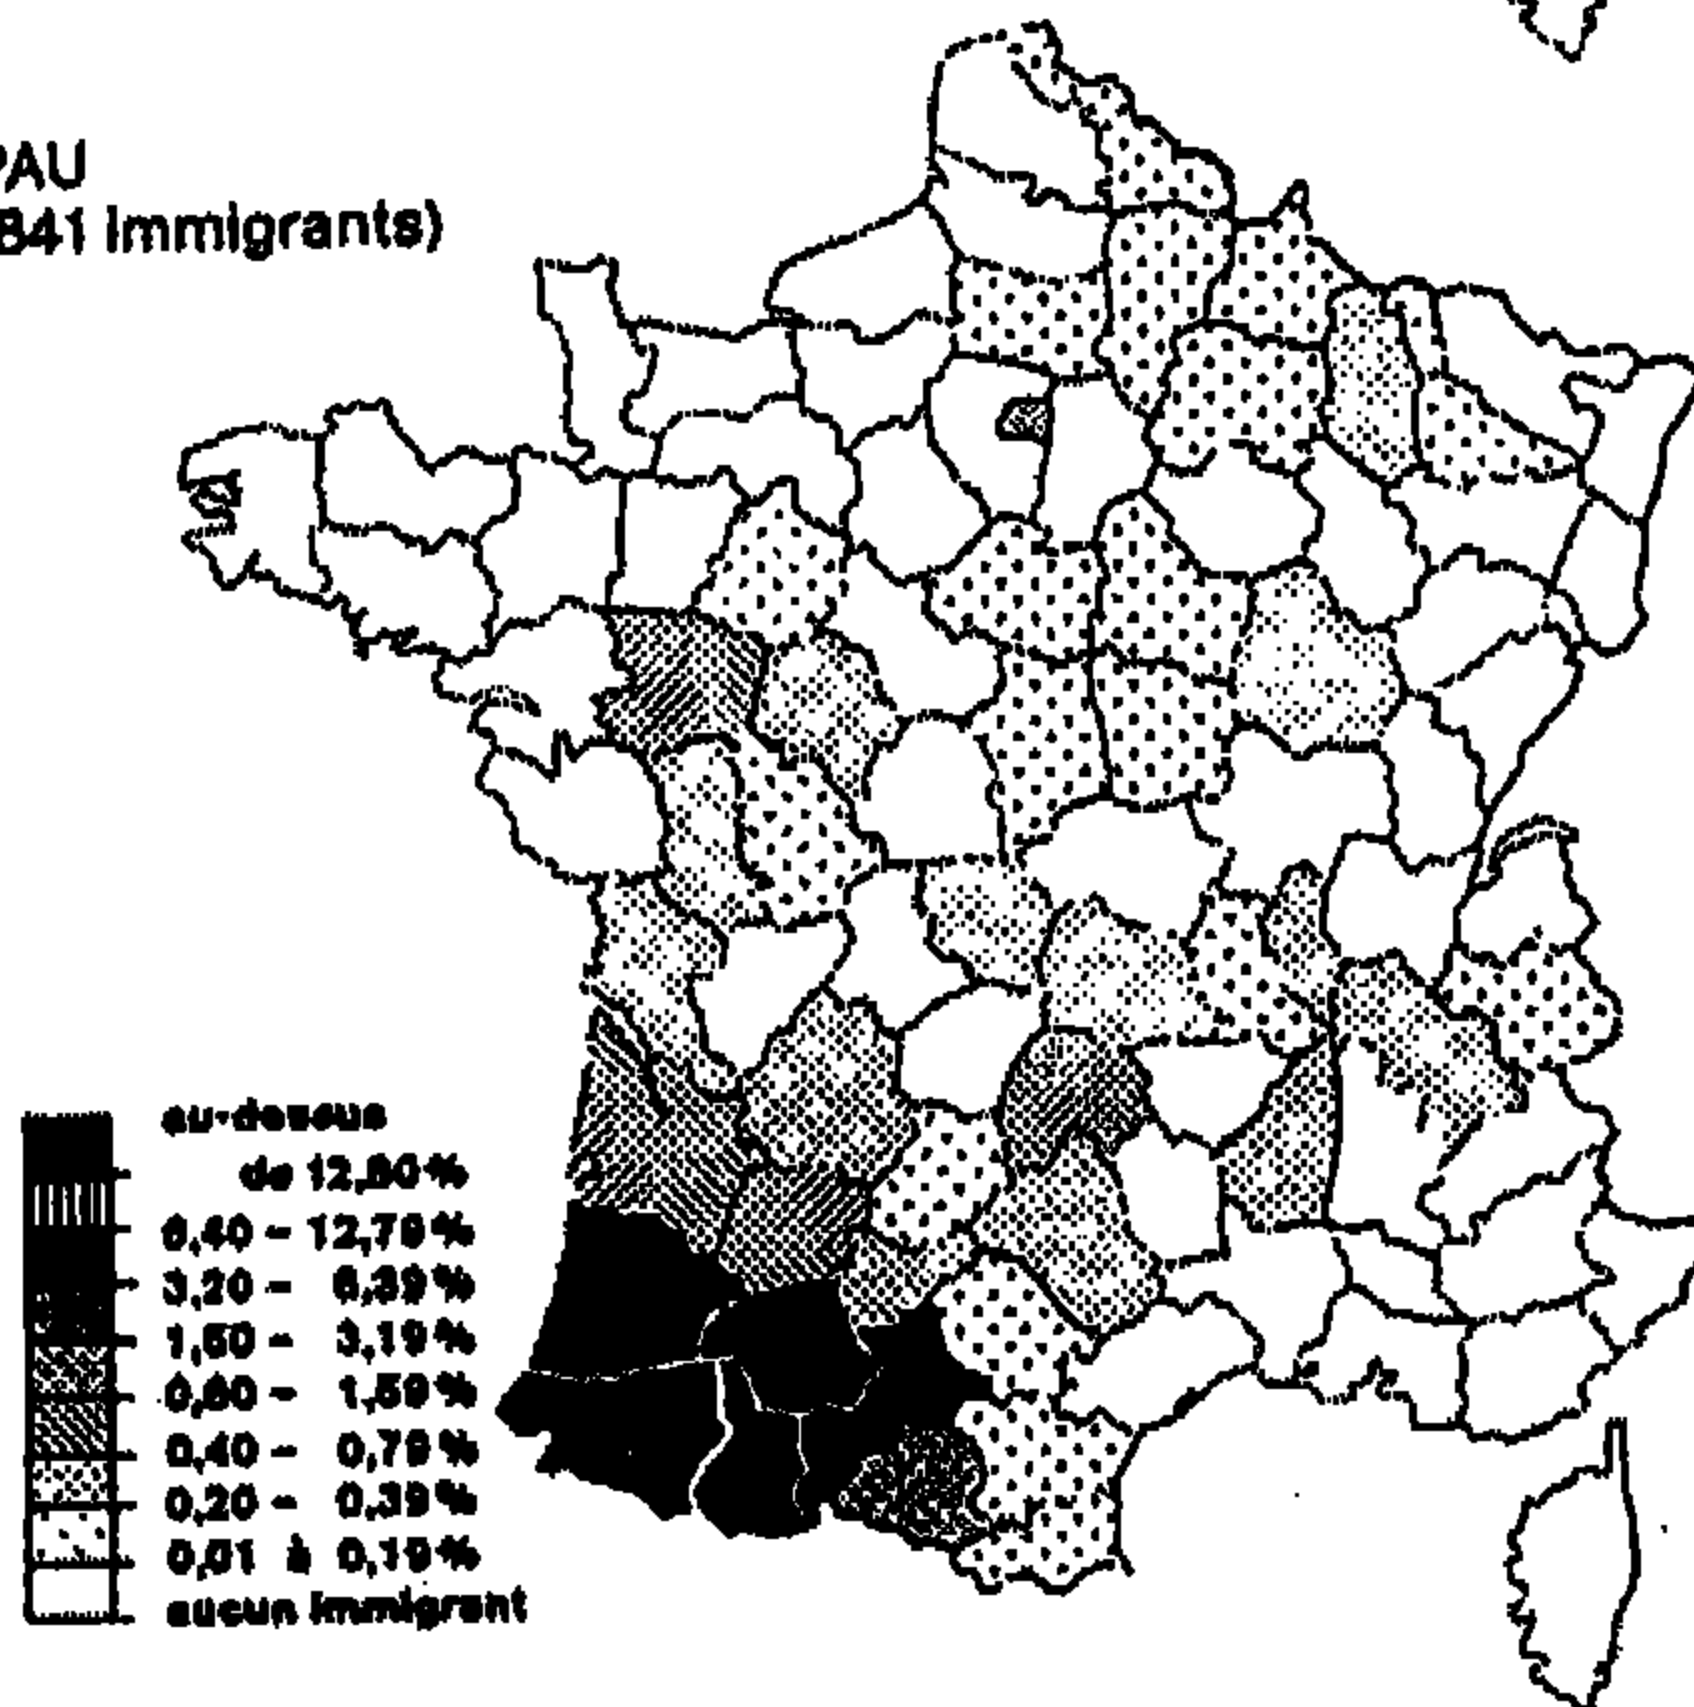 PAU
841 Immigrants)
au-dessus
de 12,80%
6,40 - 12,79%
3,20 - 6,39%
1,60 - 3,19%
0,80 - 1,59%
0,40 - 0,79%
0,20 - 0,39%
0,01 à 0,19%
aucun immigrant